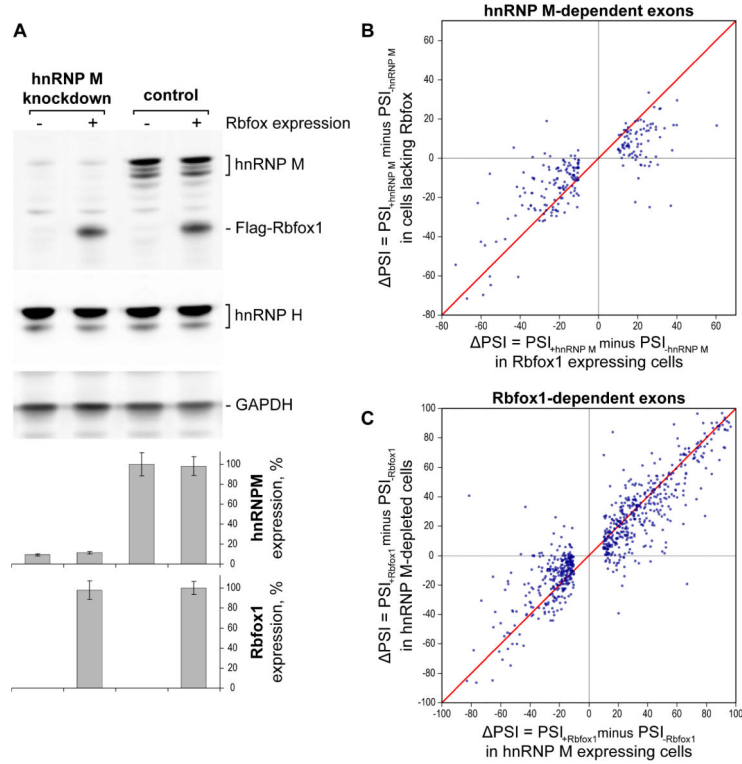 A
hnRNP M
knockdown
control
- + - + Rbfox expression
hnRNP M
- Flag-Rbfox1
hnRNP H
- GAPDH
100
80
60
40
20
0
hnRNPM
expression, %
100
80
60
40
20
0
Rbfox1
expression, %
B
hnRNP M-dependent exons
ΔPSI = PSI+hnRNP M minus PSI-hnRNP M
in cells lacking Rbfox
60
40
20
0
-20
-40
-60
-80
-80 -60 -40 -20 0 20 40 60
ΔPSI = PSI+hnRNP M minus PSI-hnRNP M
in Rbfox1 expressing cells
C
Rbfox1-dependent exons
ΔPSI = PSI+Rbfox1 minus PSI-Rbfox1
in hnRNP M-depleted cells
100
80
60
40
20
0
-20
-40
-60
-80
-100
-100 -80 -60 -40 -20 0 20 40 60 80 100
ΔPSI = PSI+Rbfox1 minus PSI-Rbfox1
in hnRNP M expressing cells